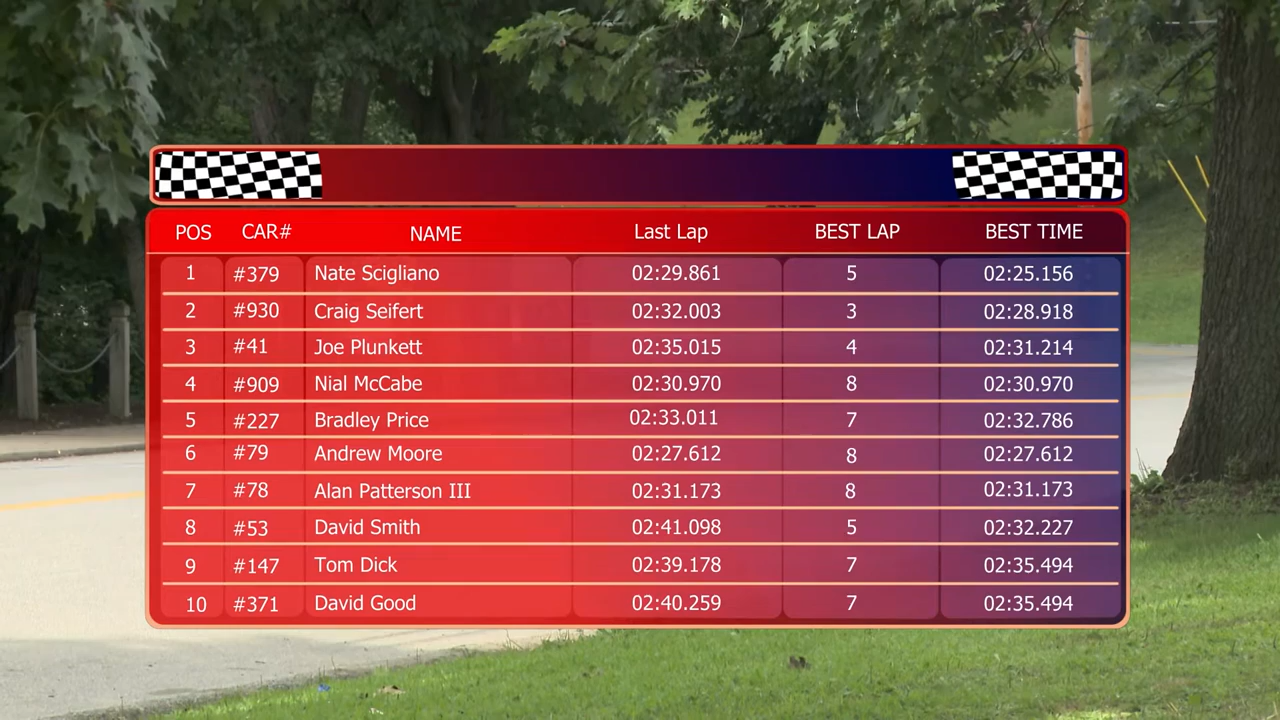 POS CAR# NAME Last Lap BEST LAP BEST TIME
1 #379 Nate Scigliano 02:29.861 5 02:25.156
2 #930 Craig Seifert 02:32.003 3 02:28.918
3 #41 Joe Plunkett 02:35.015 4 02:31.214
4 #909 Nial McCabe 02:30.970 8 02:30.970
5 #227 Bradley Price 02:33.011 7 02:32.786
6 #79 Andrew Moore 02:27.612 8 02:27.612
7 #78 Alan Patterson III 02:31.173 8 02:31.173
8 #53 David Smith 02:41.098 5 02:32.227
9 #147 Tom Dick 02:39.178 7 02:35.494
10 #371 David Good 02:40.259 7 02:35.494